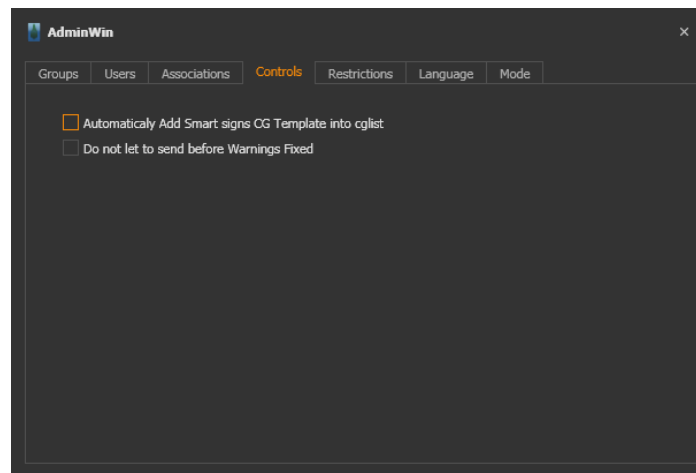 AdminWin
Groups Users Associations Controls Restrictions Language Mode
Automaticaly Add Smart signs CG Template into cglist
Do not let to send before Warnings Fixed